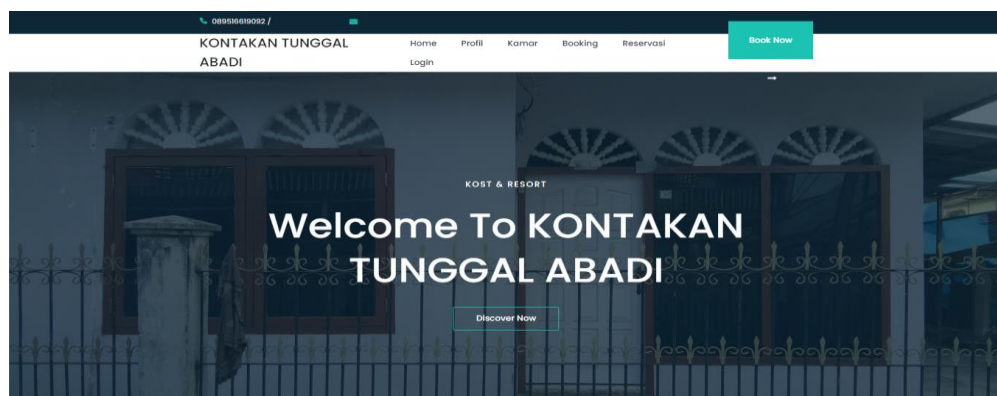 089516619092 /
KONTAKAN TUNGGAL
ABADI
Home Profil Kamar Booking Reservasi
Login
Book Now
KOST & RESORT
Welcome To KONTAKAN
TUNGGAL ABADI
Discover Now